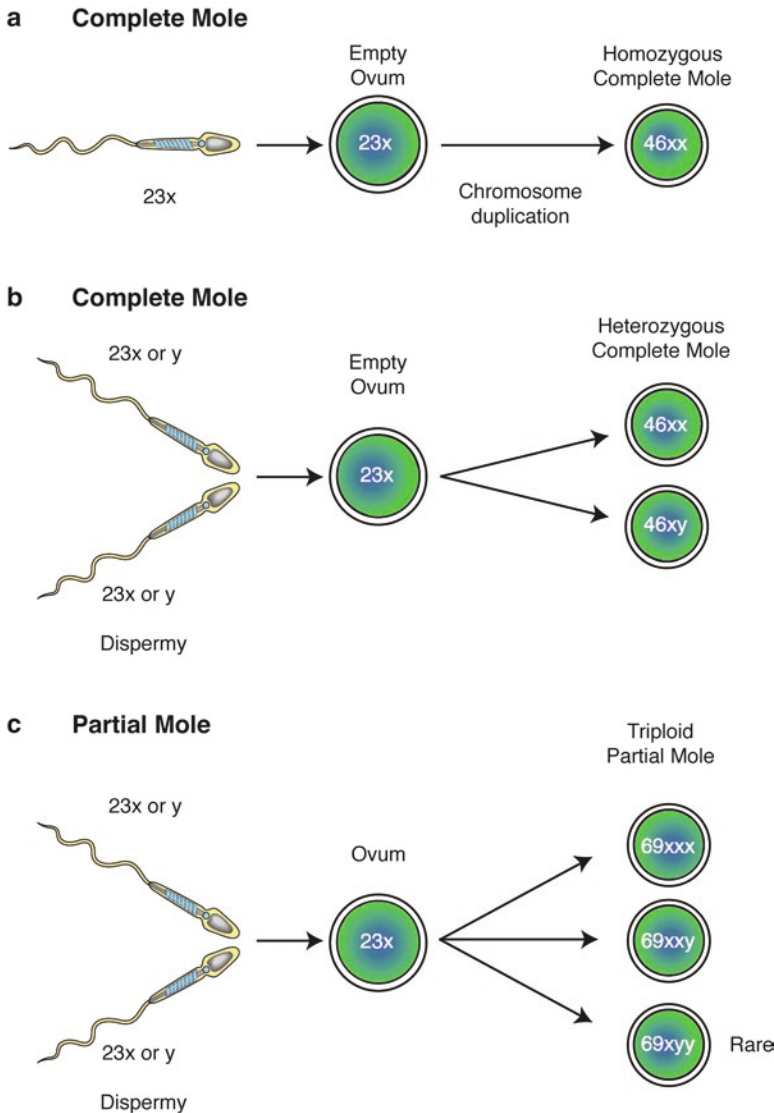 a Complete Mole
Empty
Ovum
Homozygous
Complete Mole
23x
23x
46xx
Chromosome
duplication
b Complete Mole
23x or y
Empty
Ovum
Heterozygous
Complete Mole
46xx
23x
46xy
23x or y
Dispermy
c Partial Mole
Triploid
Partial Mole
23x or y
Ovum
69xxx
23x
69xxy
69xyy Rare
23x or y
Dispermy